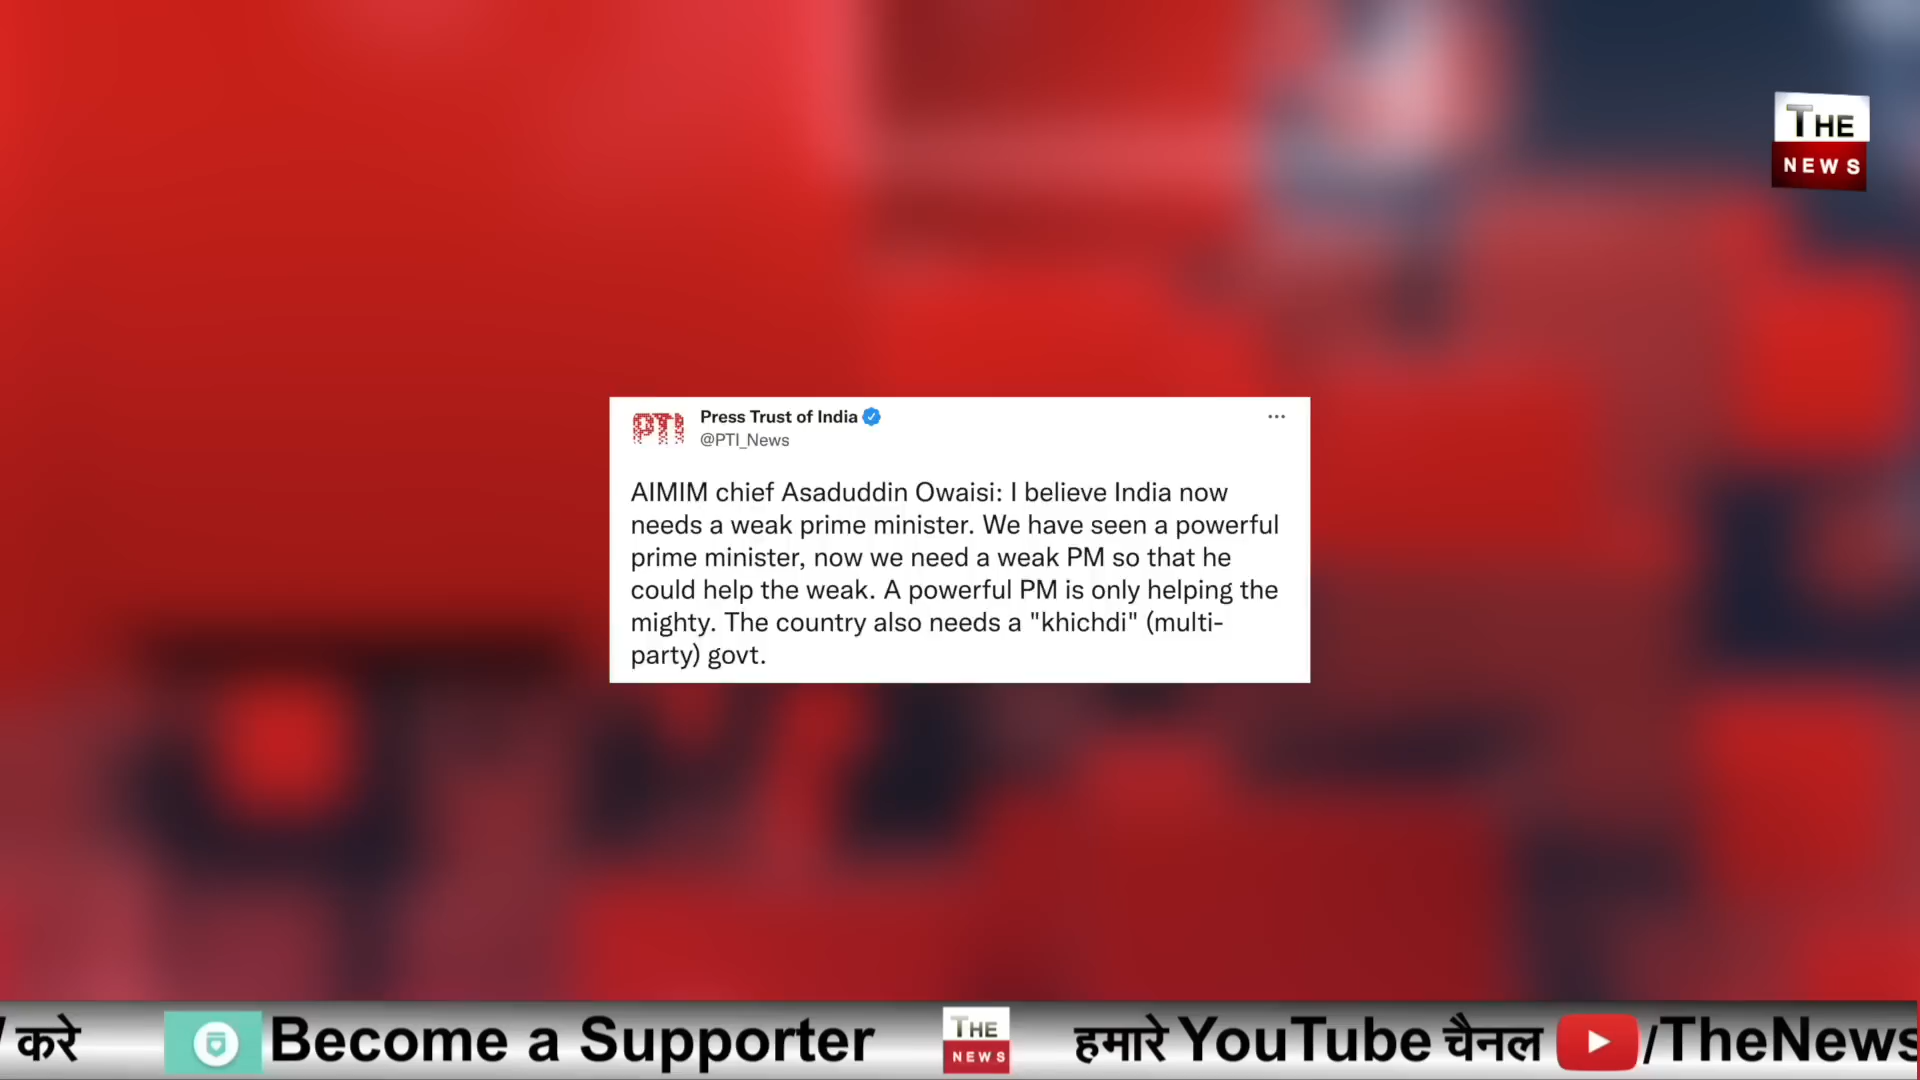 THE
NEWS
PTI
Press Trust of India
@PTI_News
AIMIM chief Asaduddin Owaisi: I believe India now
needs a weak prime minister. We have seen a powerful
prime minister, now we need a weak PM so that he
could help the weak. A powerful PM is only helping the
mighty. The country also needs a "khichdi" (multi-
party) govt.
/ करे Become a Supporter THE NEWS हमारे YouTube चैनल /TheNews